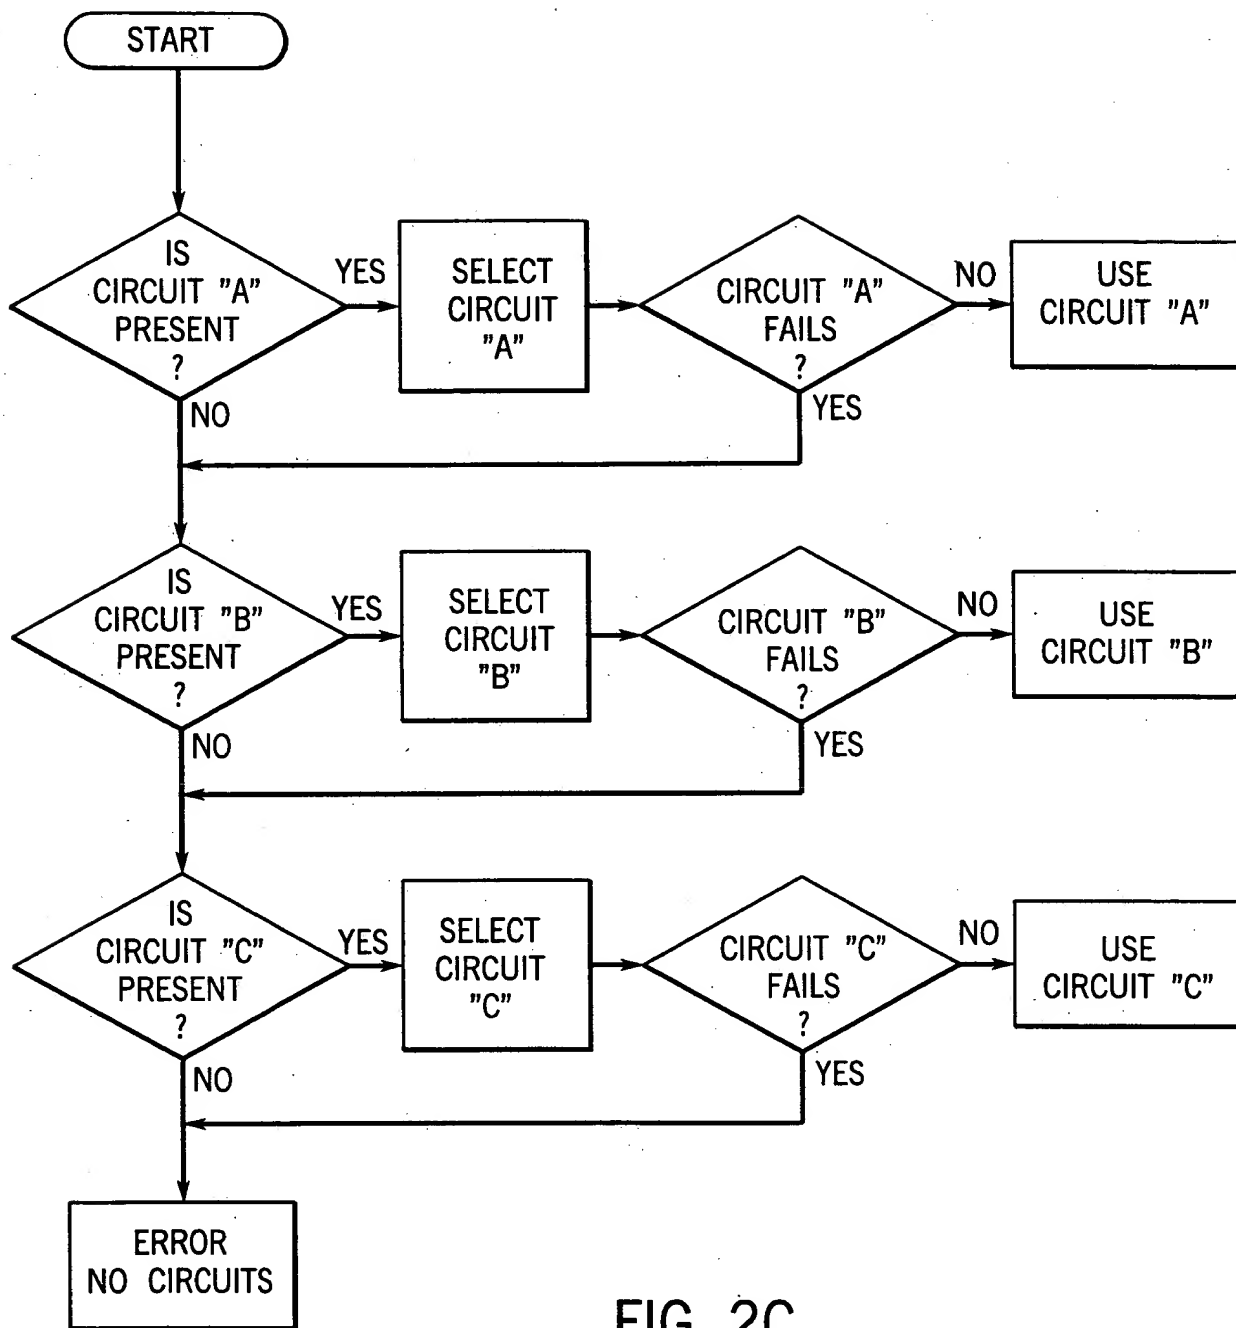 START
IS
CIRCUIT "A"
PRESENT
?
YES
NO
SELECT
CIRCUIT
"A"
CIRCUIT "A"
FAILS
?
NO
YES
USE
CIRCUIT "A"
IS
CIRCUIT "B"
PRESENT
?
YES
NO
SELECT
CIRCUIT
"B"
CIRCUIT "B"
FAILS
?
NO
YES
USE
CIRCUIT "B"
IS
CIRCUIT "C"
PRESENT
?
YES
NO
SELECT
CIRCUIT
"C"
CIRCUIT "C"
FAILS
?
NO
YES
USE
CIRCUIT "C"
ERROR
NO CIRCUITS
FIG. 2C